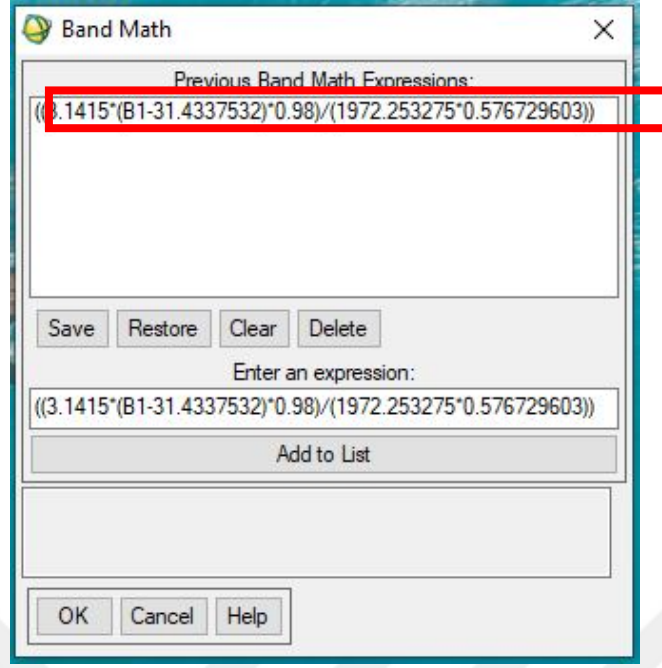 Band Math
Previous Band Math Expressions:
((3.1415*(B1-31.4337532)*0.98)/(1972.253275*0.576729603))
Save Restore Clear Delete
Enter an expression:
((3.1415*(B1-31.4337532)*0.98)/(1972.253275*0.576729603))
Add to List
OK Cancel Help